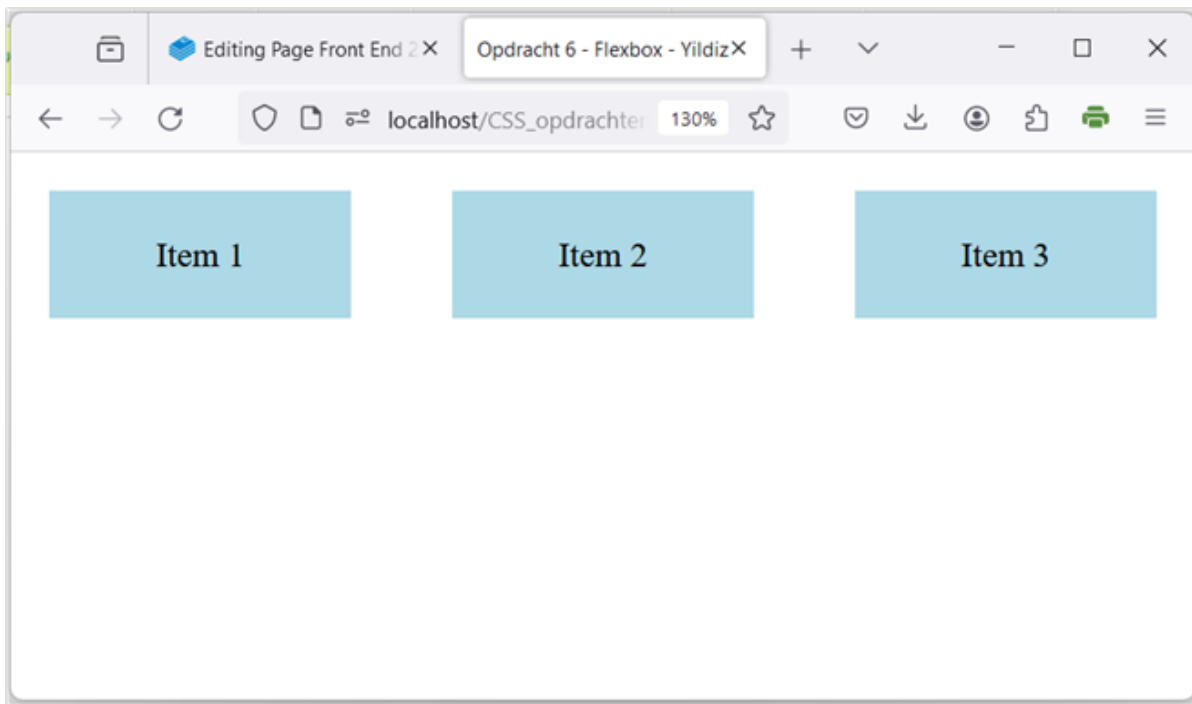 Editing Page Front End 2
Opdracht 6 - Flexbox - Yildiz
localhost/CSS_opdrachten
130%
Item 1
Item 2
Item 3